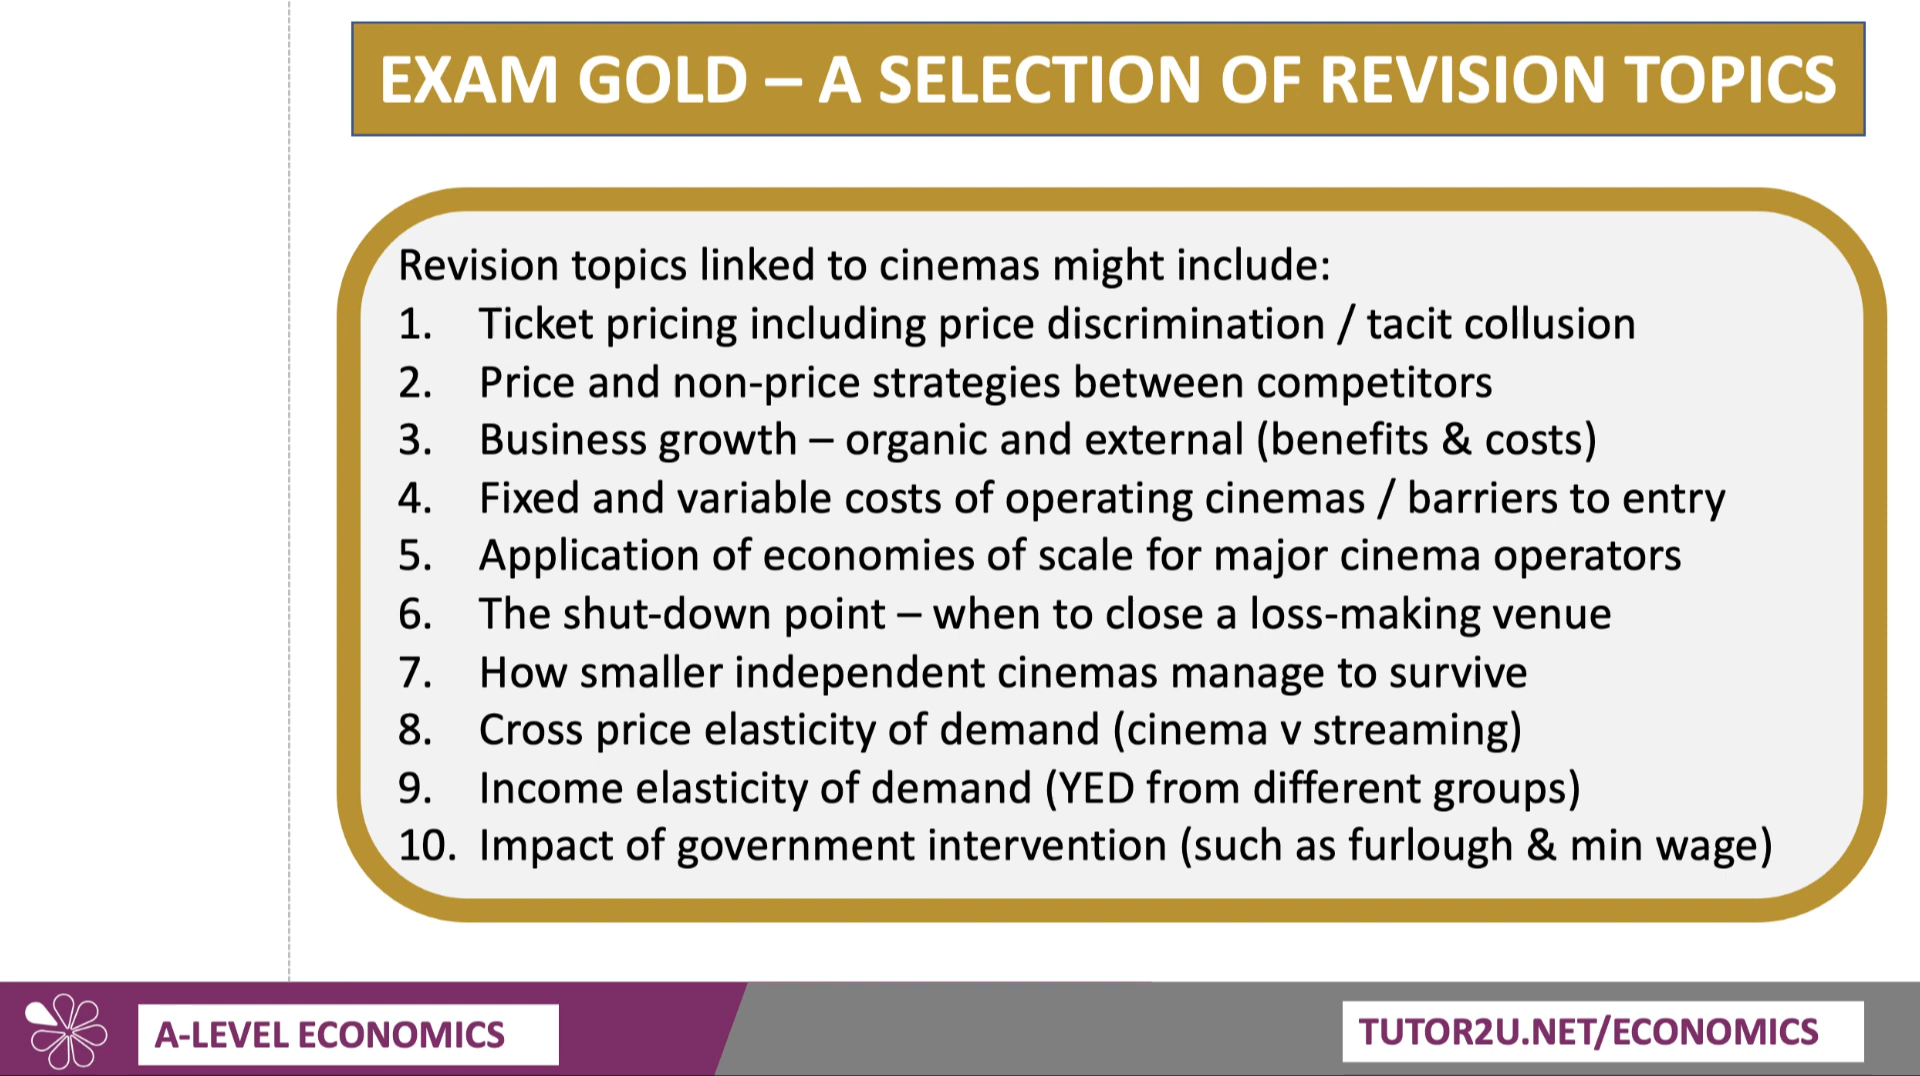 EXAM GOLD – A SELECTION OF REVISION TOPICS
Revision topics linked to cinemas might include:
1. Ticket pricing including price discrimination / tacit collusion
2. Price and non-price strategies between competitors
3. Business growth – organic and external (benefits & costs)
4. Fixed and variable costs of operating cinemas / barriers to entry
5. Application of economies of scale for major cinema operators
6. The shut-down point – when to close a loss-making venue
7. How smaller independent cinemas manage to survive
8. Cross price elasticity of demand (cinema v streaming)
9. Income elasticity of demand (YED from different groups)
10. Impact of government intervention (such as furlough & min wage)
A-LEVEL ECONOMICS
TUTOR2U.NET/ECONOMICS